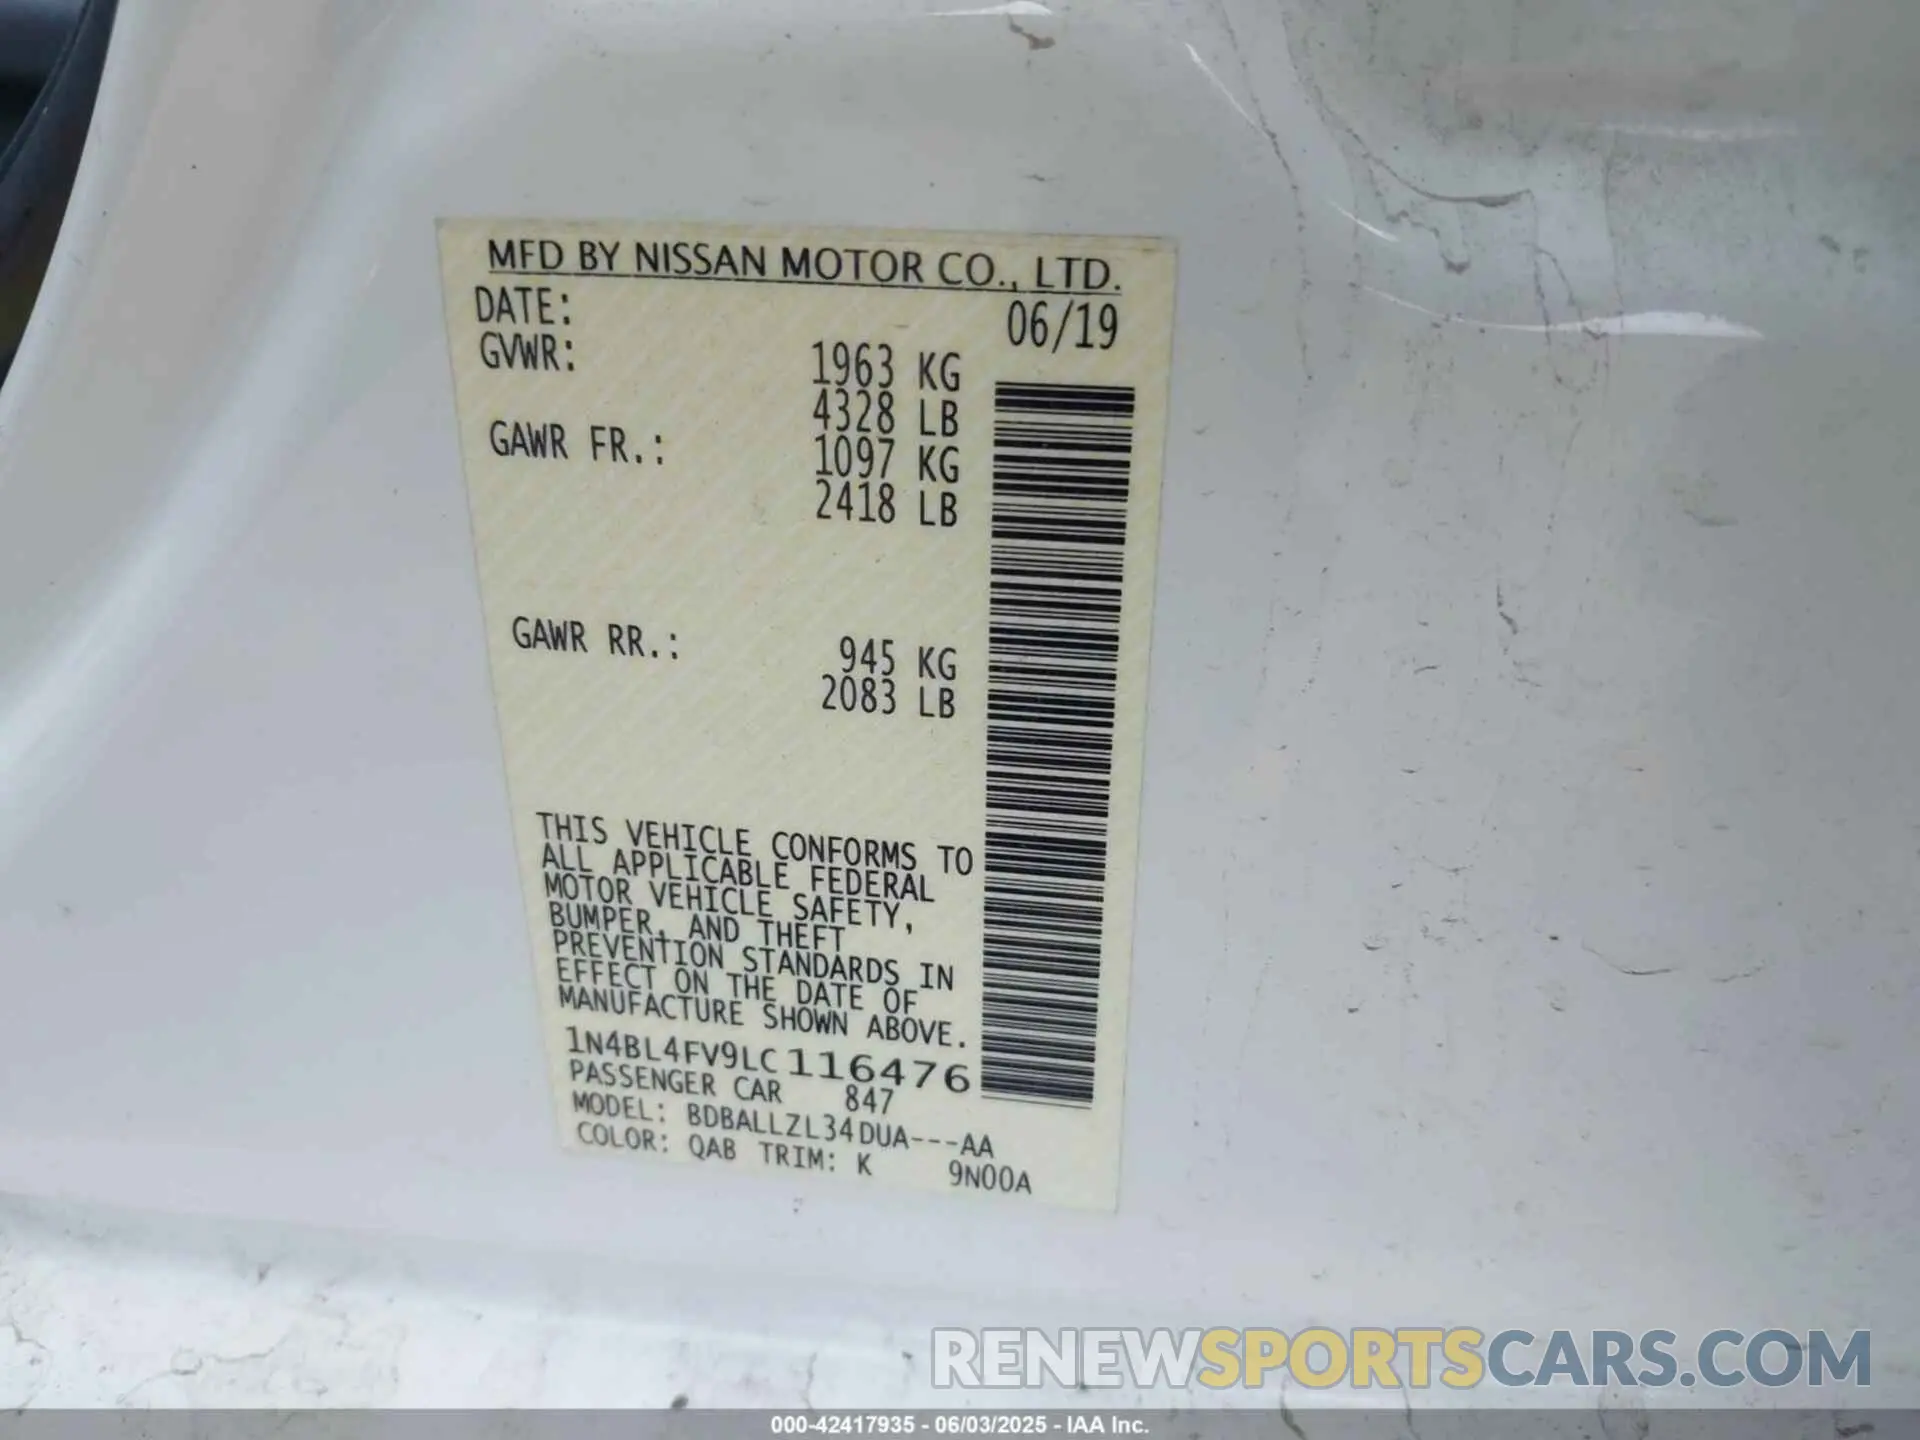 MFD BY NISSAN MOTOR CO., LTD.
DATE: 06/19
GVWR: 1963 KG
4328 LB
GAWR FR.: 1097 KG
2418 LB
GAWR RR.: 945 KG
2083 LB
THIS VEHICLE CONFORMS TO
ALL APPLICABLE FEDERAL
MOTOR VEHICLE SAFETY,
BUMPER, AND THEFT
PREVENTION STANDARDS IN
EFFECT ON THE DATE OF
MANUFACTURE SHOWN ABOVE.
1N4BL4FV9LC116476
PASSENGER CAR 847
MODEL: BDBALLZL34DUA---AA
COLOR: QAB TRIM: K 9N00A
RENEWSPORTSCARS.COM
000-42417935 - 06/03/2025 - IAA Inc.